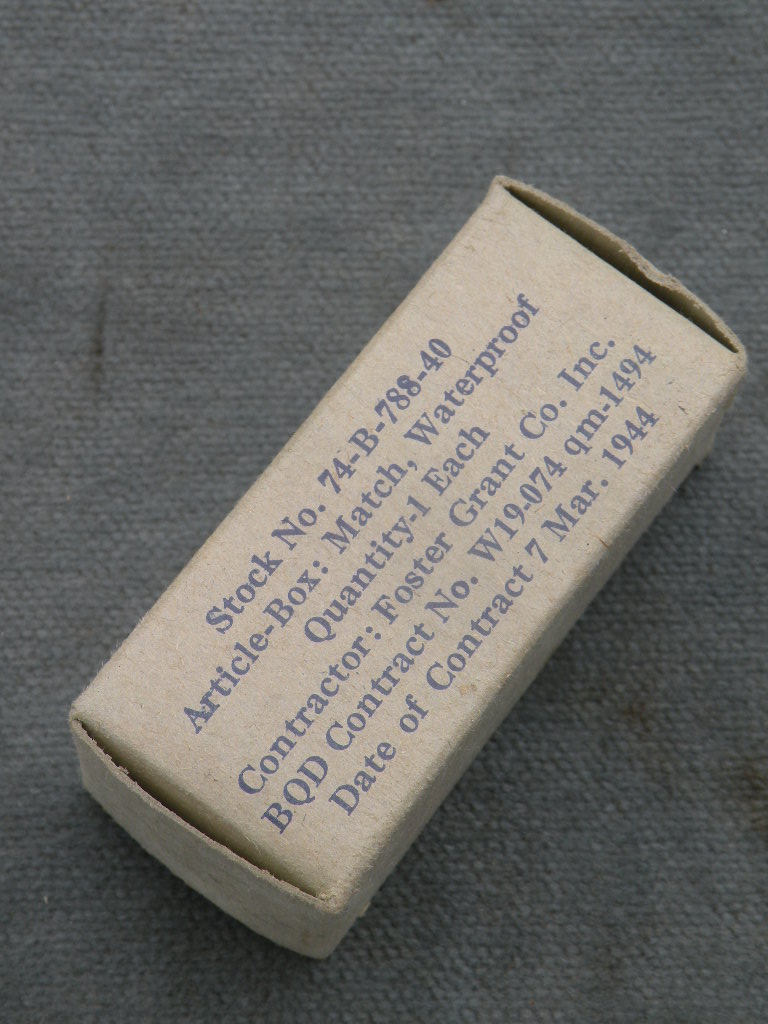 Stock No. 74-B-788-40
Article-Box: Match, Waterproof
Quantity-1 Each
Contractor: Foster Grant Co. Inc.
BQD Contract No. W19-074 qm-1494
Date of Contract 7 Mar. 1944